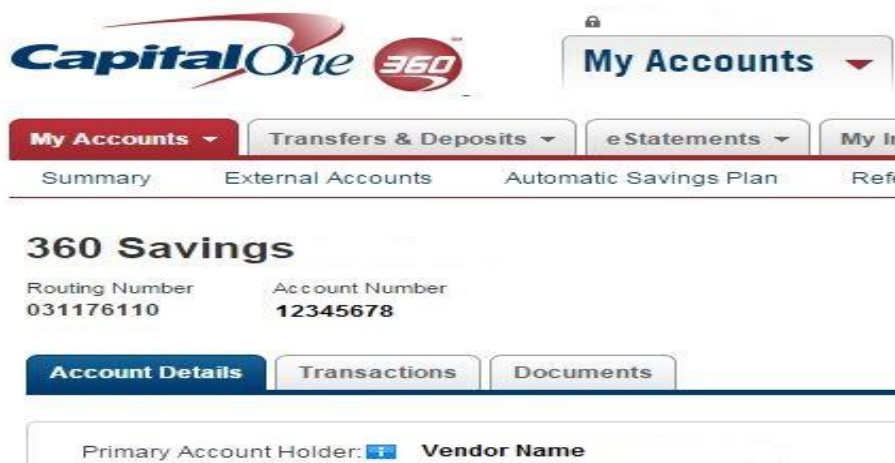 CapitalOne 360
My Accounts
My Accounts Transfers & Deposits eStatements My
Summary External Accounts Automatic Savings Plan
360 Savings
Routing Number Account Number
031176110 12345678
Account Details Transactions Documents
Primary Account Holder: Vendor Name